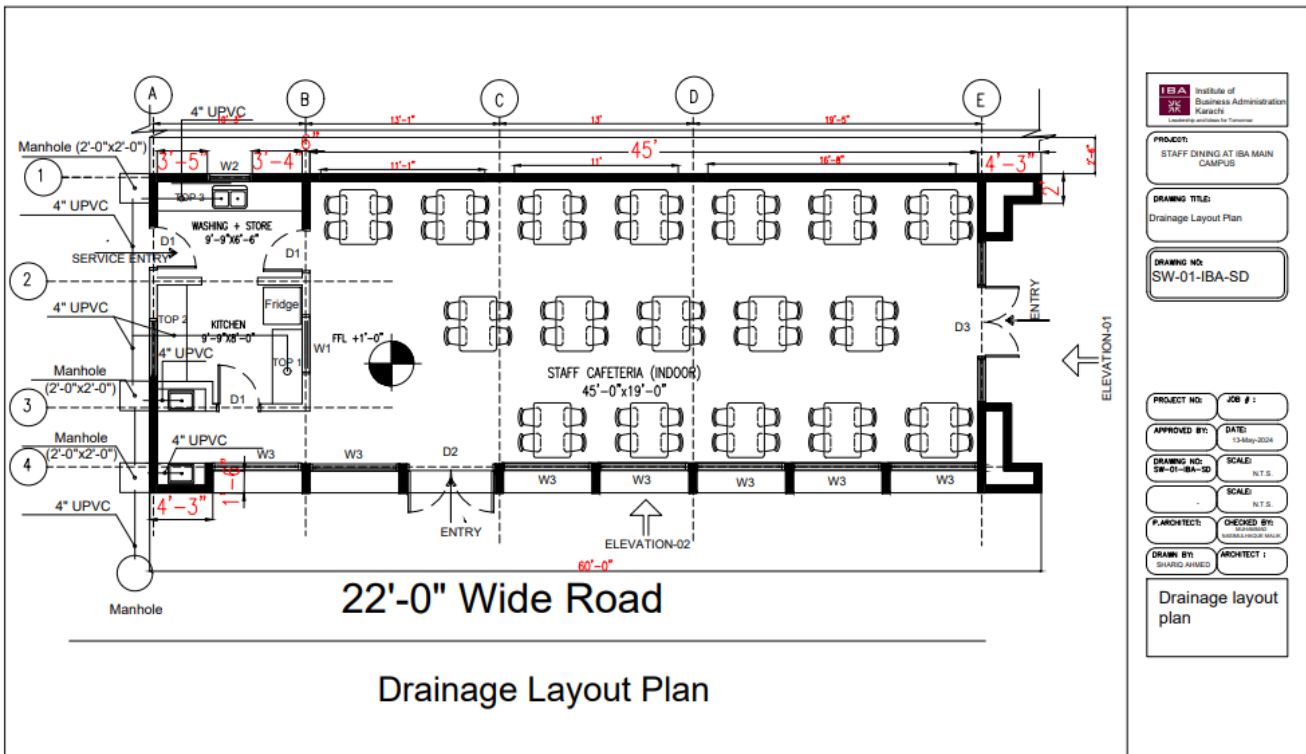 A
B
C
D
E
4" UPVC
13'-1"
13'
19'-5"
Manhole (2'-0"x2'-0")
3'-5"
W2
3'-4"
6"
45'
4'-3"
2'-6"
11'-1"
11'
16'-8"
1
2'
TOP 3
4" UPVC
WASHING + STORE
9'-9"X6'-6"
D1
D1
SERVICE ENTRY
2
Fridge
ENTRY
4" UPVC
TOP 2
KITCHEN
9'-9"X8'-0"
FFL +1'-0"
W1
D3
4" UPVC
TOP 1
ELEVATION-01
Manhole
(2'-0"x2'-0")
STAFF CAFETERIA (INDOOR)
45'-0"x19'-0"
D1
3
Manhole
(2'-0"x2'-0")
4" UPVC
4
W3
W3
D2
W3
W3
W3
W3
W3
1'-6"
4'-3"
4" UPVC
ENTRY
ELEVATION-02
60'-0"
Manhole
22'-0" Wide Road
Drainage Layout Plan
IBA
Institute of
Business Administration
Karachi
Leadership and Ideas for Tomorrow
PROJECT:
STAFF DINING AT IBA MAIN
CAMPUS
DRAWING TITLE:
Drainage Layout Plan
DRAWING NO:
SW-01-IBA-SD
PROJECT NO:
JOB # :
APPROVED BY:
DATE:
13-May-2024
DRAWING NO:
SW-01-IBA-SD
SCALE:
N.T.S.
-
SCALE:
N.T.S.
P.ARCHITECT:
CHECKED BY:
MUHAMMAD
DRAWN BY:
SHARIQ AHMED
ARCHITECT :
Drainage layout
plan